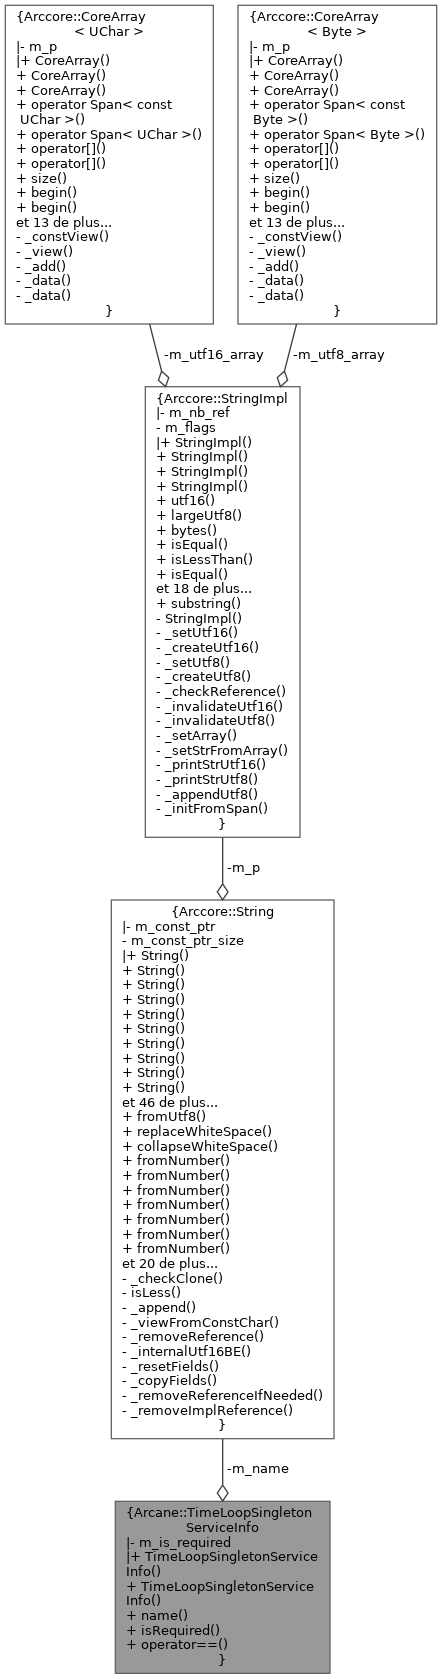 {Arccore::CoreArray
< UChar >
|- m_p
|+ CoreArray()
+ CoreArray()
+ CoreArray()
+ operator Span< const
UChar >()
+ operator Span< UChar >()
+ operator[]()
+ operator[]()
+ size()
+ begin()
+ begin()
et 13 de plus...
- _constView()
- _view()
- _add()
- _data()
- _data()
}
{Arccore::CoreArray
< Byte >
|- m_p
|+ CoreArray()
+ CoreArray()
+ CoreArray()
+ operator Span< const
Byte >()
+ operator Span< Byte >()
+ operator[]()
+ operator[]()
+ size()
+ begin()
+ begin()
et 13 de plus...
- _constView()
- _view()
- _add()
- _data()
- _data()
}
-m_utf16_array
-m_utf8_array
{Arccore::StringImpl
|- m_nb_ref
- m_flags
|+ StringImpl()
+ StringImpl()
+ StringImpl()
+ StringImpl()
+ utf16()
+ largeUtf8()
+ bytes()
+ isEqual()
+ isLessThan()
+ isEqual()
et 18 de plus...
+ substring()
- StringImpl()
- _setUtf16()
- _createUtf16()
- _setUtf8()
- _createUtf8()
- _checkReference()
- _invalidateUtf16()
- _invalidateUtf8()
- _setArray()
- _setStrFromArray()
- _printStrUtf16()
- _printStrUtf8()
- _appendUtf8()
- _initFromSpan()
}
-m_p
{Arccore::String
|- m_const_ptr
- m_const_ptr_size
|+ String()
+ String()
+ String()
+ String()
+ String()
+ String()
+ String()
+ String()
+ String()
+ String()
et 46 de plus...
+ fromUtf8()
+ replaceWhiteSpace()
+ collapseWhiteSpace()
+ fromNumber()
+ fromNumber()
+ fromNumber()
+ fromNumber()
+ fromNumber()
+ fromNumber()
+ fromNumber()
et 20 de plus...
- _checkClone()
- isLess()
- _append()
- _viewFromConstChar()
- _removeReference()
- _internalUtf16BE()
- _resetFields()
- _copyFields()
- _removeReferenceIfNeeded()
- _removeImplReference()
}
-m_name
{Arcane::TimeLoopSingleton
ServiceInfo
|- m_is_required
|+ TimeLoopSingletonService
Info()
+ TimeLoopSingletonService
Info()
+ name()
+ isRequired()
+ operator==()
}